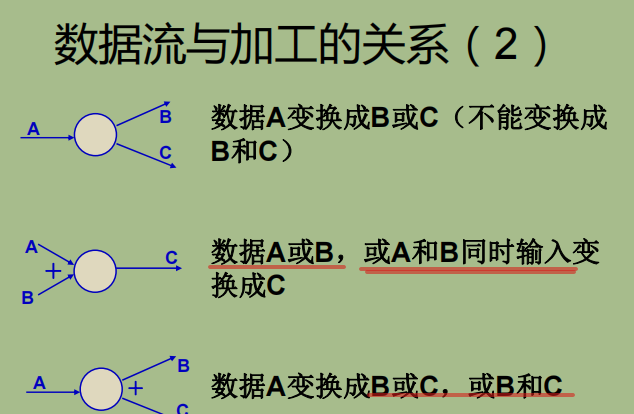 数据流与加工的关系（2）
A
B
C
数据A变换成B或C（不能变换成
B和C）
A
+
B
C
数据A或B，或A和B同时输入变
换成C
A
B
+
C
数据A变换成B或C，或B和C